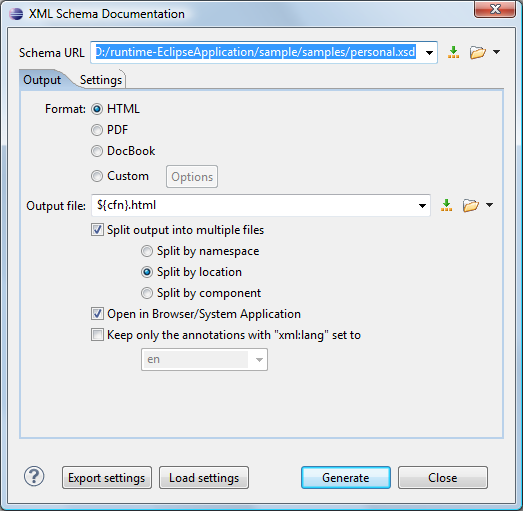 XML Schema Documentation
Schema URL D:/runtime-EclipseApplication/sample/samples/personal.xsd
Output Settings
Format: HTML
PDF
DocBook
Custom Options
Output file: ${cfn}.html
Split output into multiple files
Split by namespace
Split by location
Split by component
Open in Browser/System Application
Keep only the annotations with "xml:lang" set to
en
? Export settings Load settings Generate Close